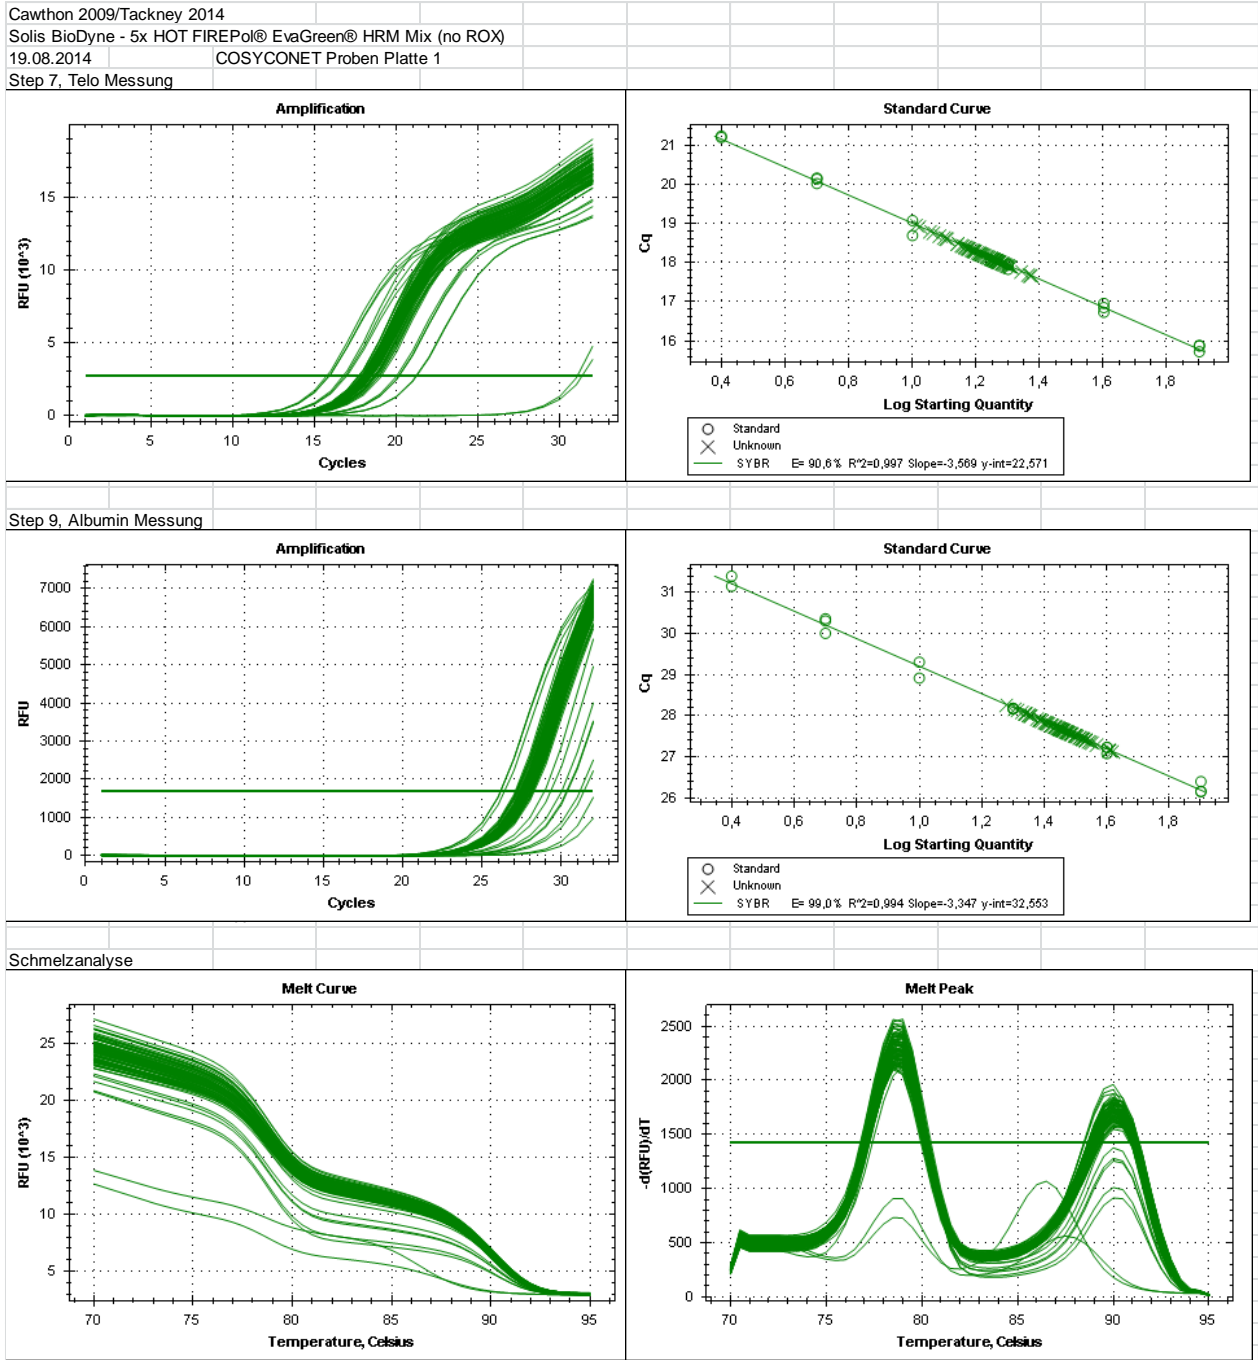 Cawthon 2009/Tackney 2014
Solis BioDyne - 5x HOT FIREPol® EvaGreen® HRM Mix (no ROX)
19.08.2014 COSYCONET Proben Platte 1
Step 7, Telo Messung
Amplification
RFU (10^3)
15
10
5
0
0 5 10 15 20 25 30
Cycles
Standard Curve
Cq
21
20
19
18
17
16
0,4 0,6 0,8 1,0 1,2 1,4 1,6 1,8
Log Starting Quantity
Standard
Unknown
SYBR E= 90,6% R^2=0,997 Slope=-3,569 y-int=22,571
Step 9, Albumin Messung
Amplification
RFU
7000
6000
5000
4000
3000
2000
1000
0
0 5 10 15 20 25 30
Cycles
Standard Curve
Cq
31
30
29
28
27
26
0,4 0,6 0,8 1,0 1,2 1,4 1,6 1,8
Log Starting Quantity
Standard
Unknown
SYBR E= 99,0% R^2=0,994 Slope=-3,347 y-int=32,553
Schmelzanalyse
Melt Curve
RFU (10^3)
25
20
15
10
5
70 75 80 85 90 95
Temperature, Celsius
Melt Peak
-d(RFU)/dT
2500
2000
1500
1000
500
0
70 75 80 85 90 95
Temperature, Celsius